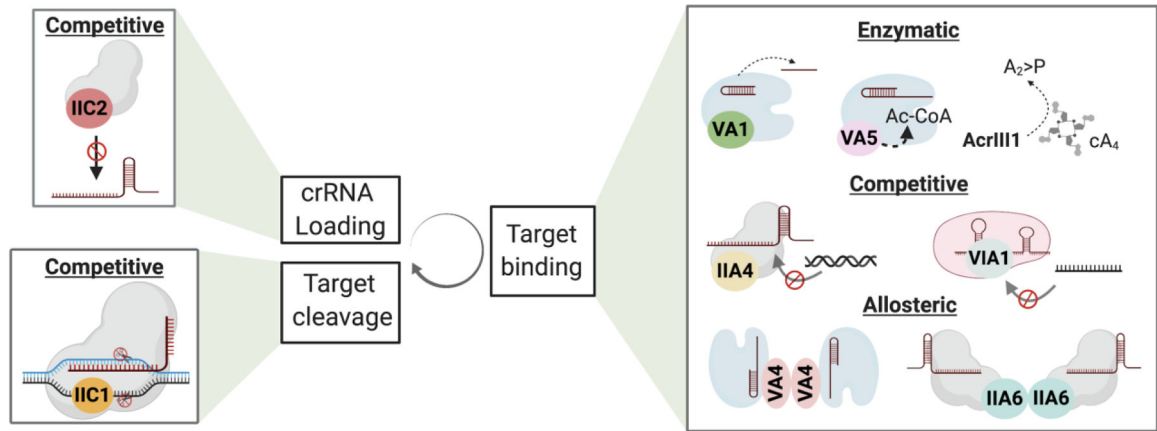 Competitive
IIC2
crRNA
Loading
Target
cleavage
Competitive
IIC1
Target
binding
Enzymatic
VA1
VA5
Ac-CoA
AcrIII1
A2>P
cA4
Competitive
IIA4
VIA1
Allosteric
VA4 VA4
IIA6 IIA6